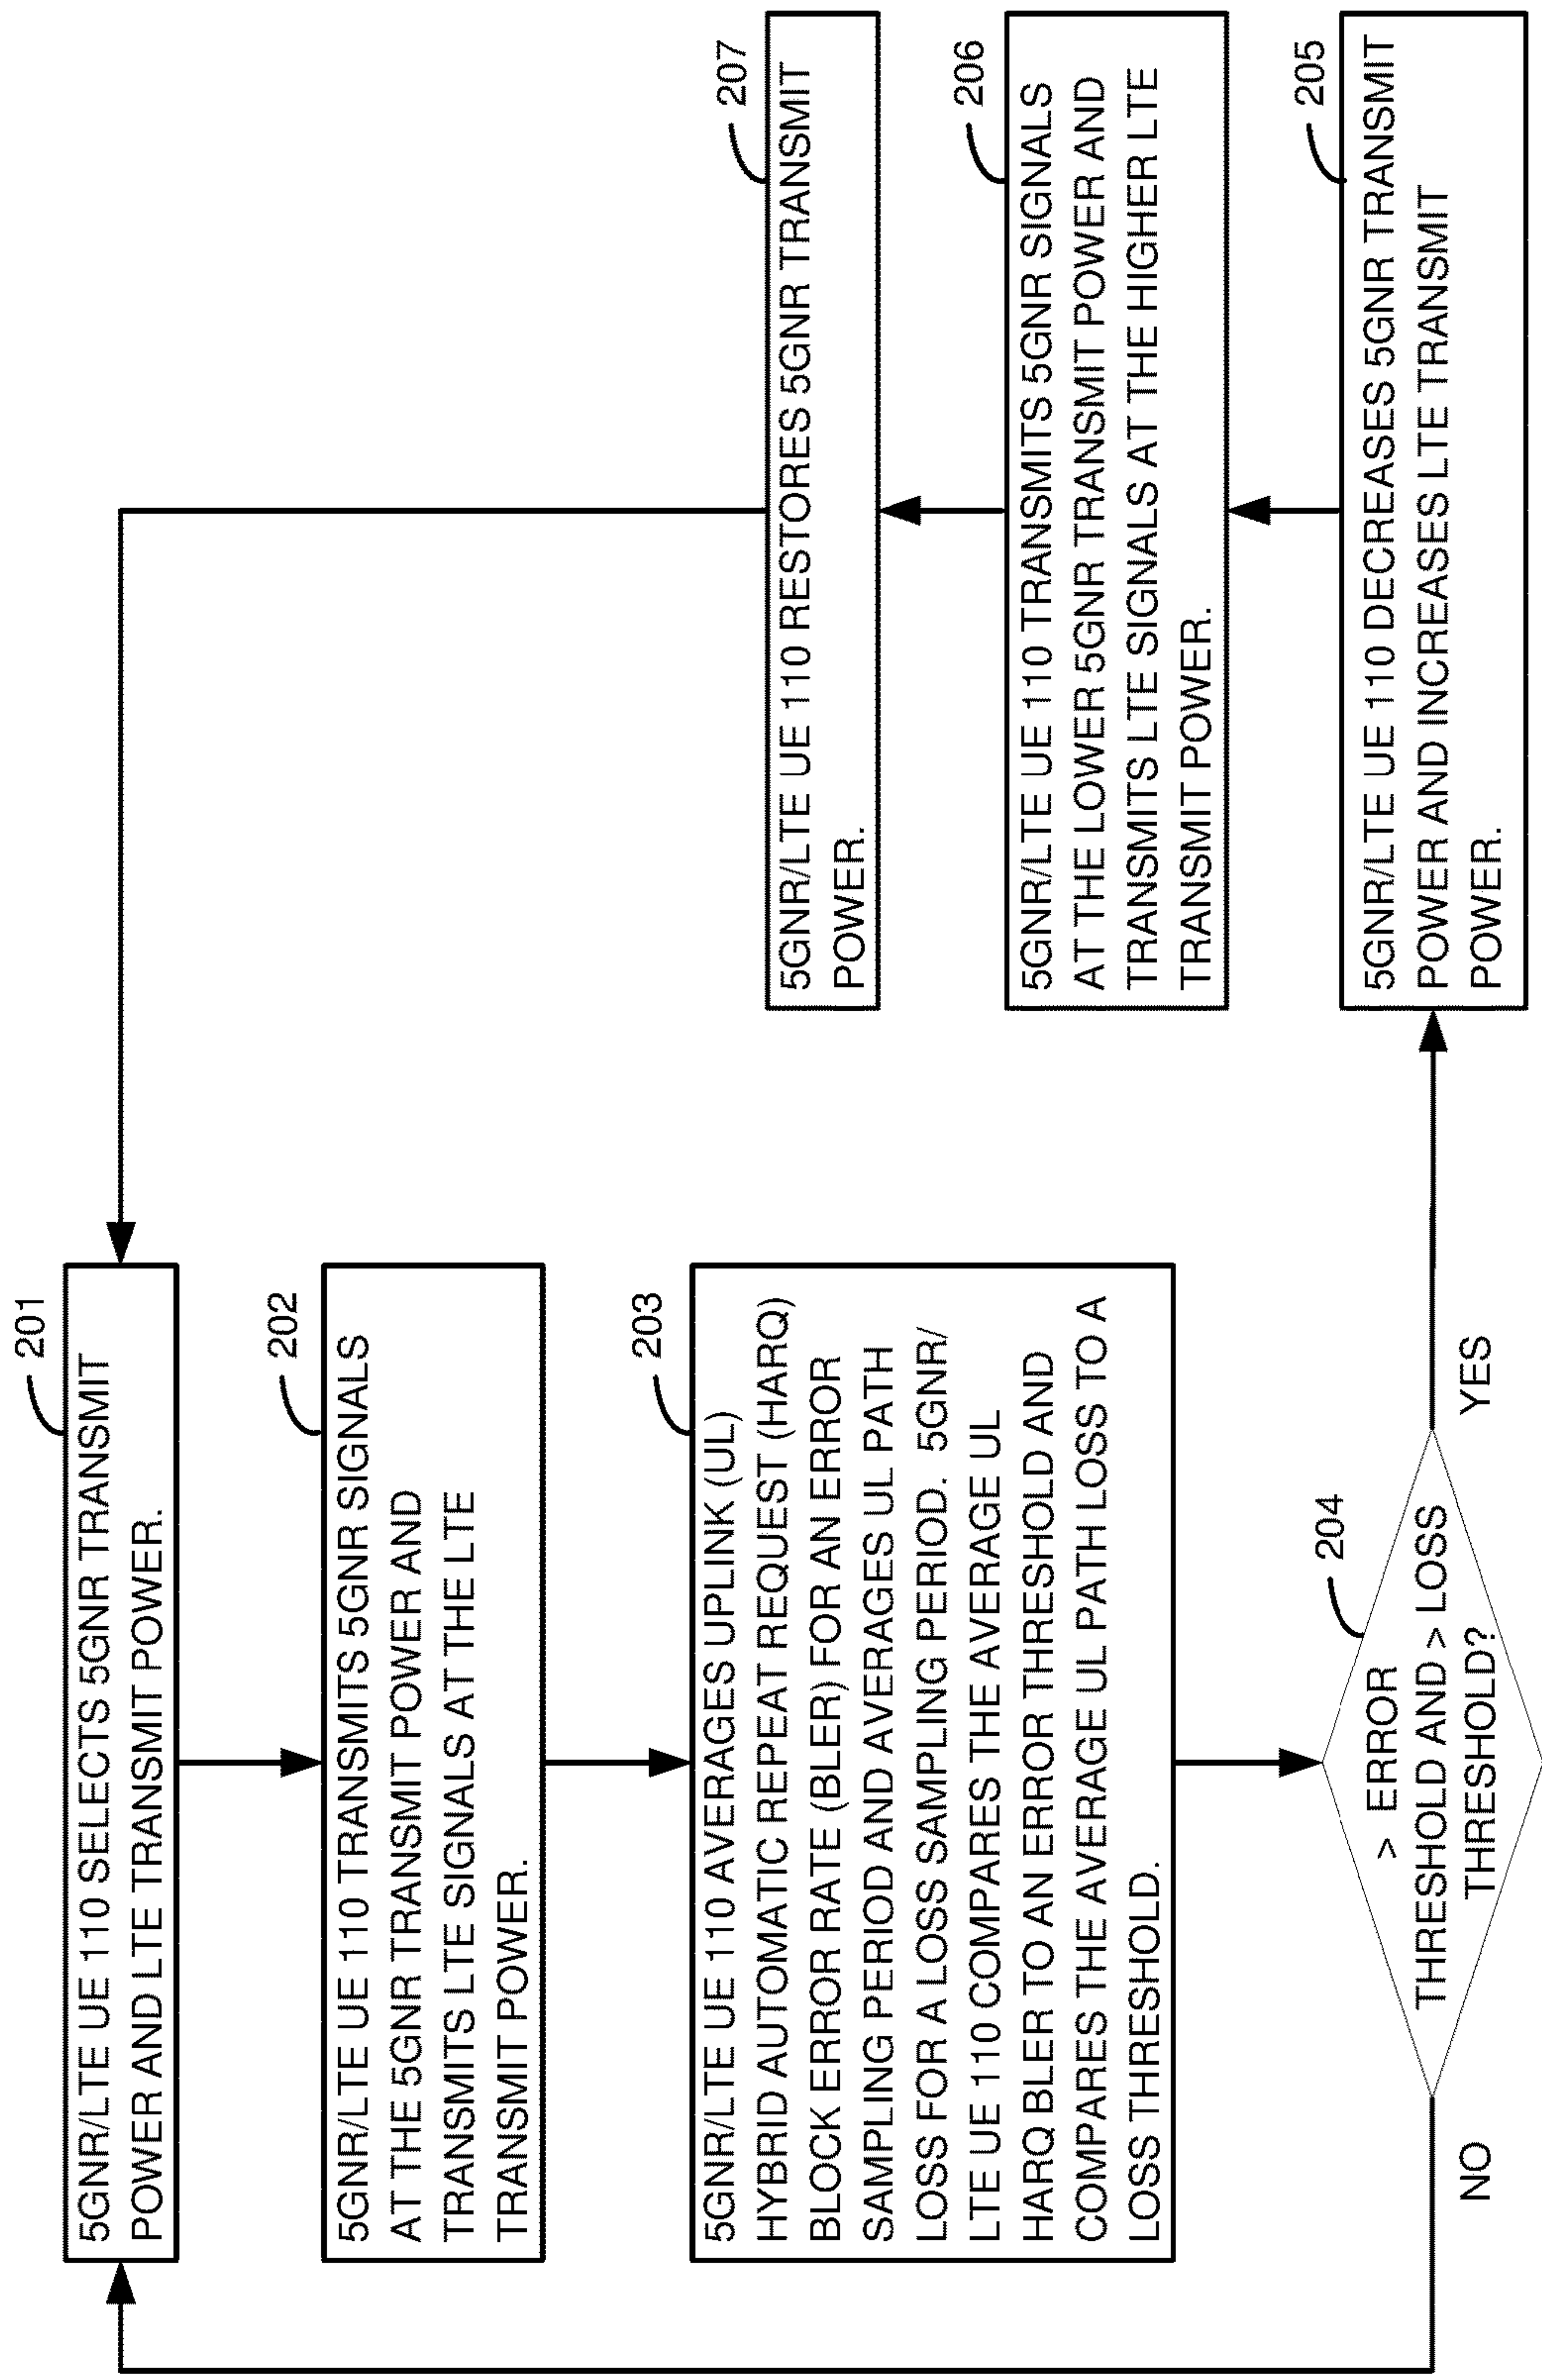 201
5GNR/LTE UE 110 SELECTS 5GNR TRANSMIT
POWER AND LTE TRANSMIT POWER.
202
5GNR/LTE UE 110 TRANSMITS 5GNR SIGNALS
AT THE 5GNR TRANSMIT POWER AND
TRANSMITS LTE SIGNALS AT THE LTE
TRANSMIT POWER.
203
5GNR/LTE UE 110 AVERAGES UPLINK (UL)
HYBRID AUTOMATIC REPEAT REQUEST (HARQ)
BLOCK ERROR RATE (BLER) FOR AN ERROR
SAMPLING PERIOD AND AVERAGES UL PATH
LOSS FOR A LOSS SAMPLING PERIOD. 5GNR/
LTE UE 110 COMPARES THE AVERAGE UL
HARQ BLER TO AN ERROR THRESHOLD AND
COMPARES THE AVERAGE UL PATH LOSS TO A
LOSS THRESHOLD.
204
> ERROR
THRESHOLD AND > LOSS
THRESHOLD?
NO
YES
205
5GNR/LTE UE 110 DECREASES 5GNR TRANSMIT
POWER AND INCREASES LTE TRANSMIT
POWER.
206
5GNR/LTE UE 110 TRANSMITS 5GNR SIGNALS
AT THE LOWER 5GNR TRANSMIT POWER AND
TRANSMITS LTE SIGNALS AT THE HIGHER LTE
TRANSMIT POWER.
207
5GNR/LTE UE 110 RESTORES 5GNR TRANSMIT
POWER.